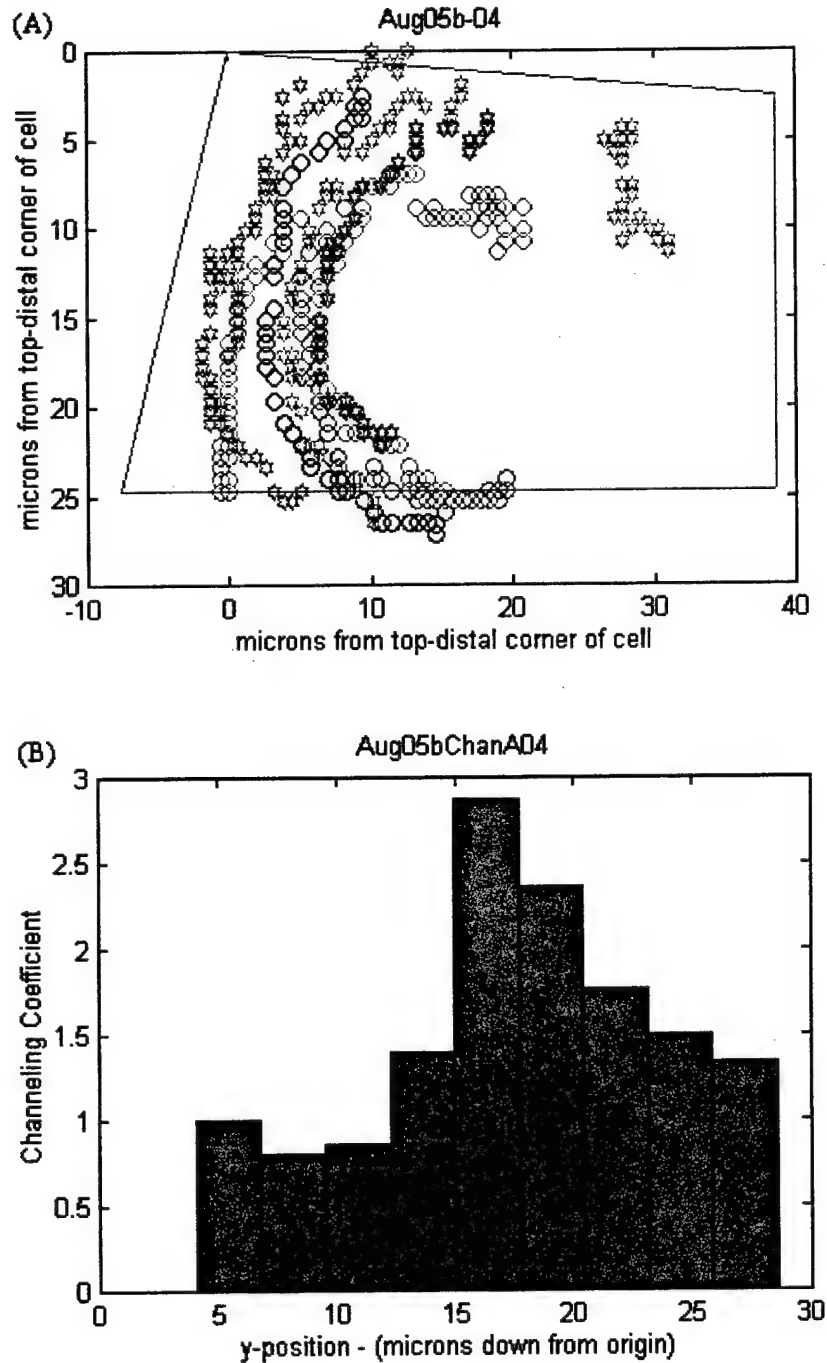 (A)
Aug05b-04
0
5
10
15
20
25
30
-10 0 10 20 30 40
microns from top-distal corner of cell
microns from top-distal corner of cell
(B)
Aug05bChanA04
3
2.5
2
1.5
1
0.5
0
Channeling Coefficient
0 5 10 15 20 25 30
y-position - (microns down from origin)